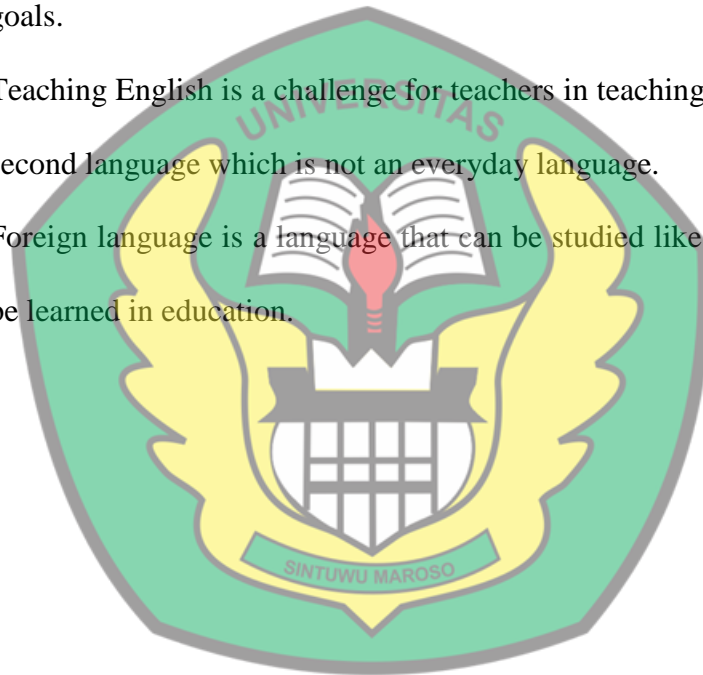 goals.
Teaching English is a challenge for teachers in teaching
second language which is not an everyday language.
Foreign language is a language that can be studied like
be learned in education.
UNIVERSITAS
SINTUWU MAROSO